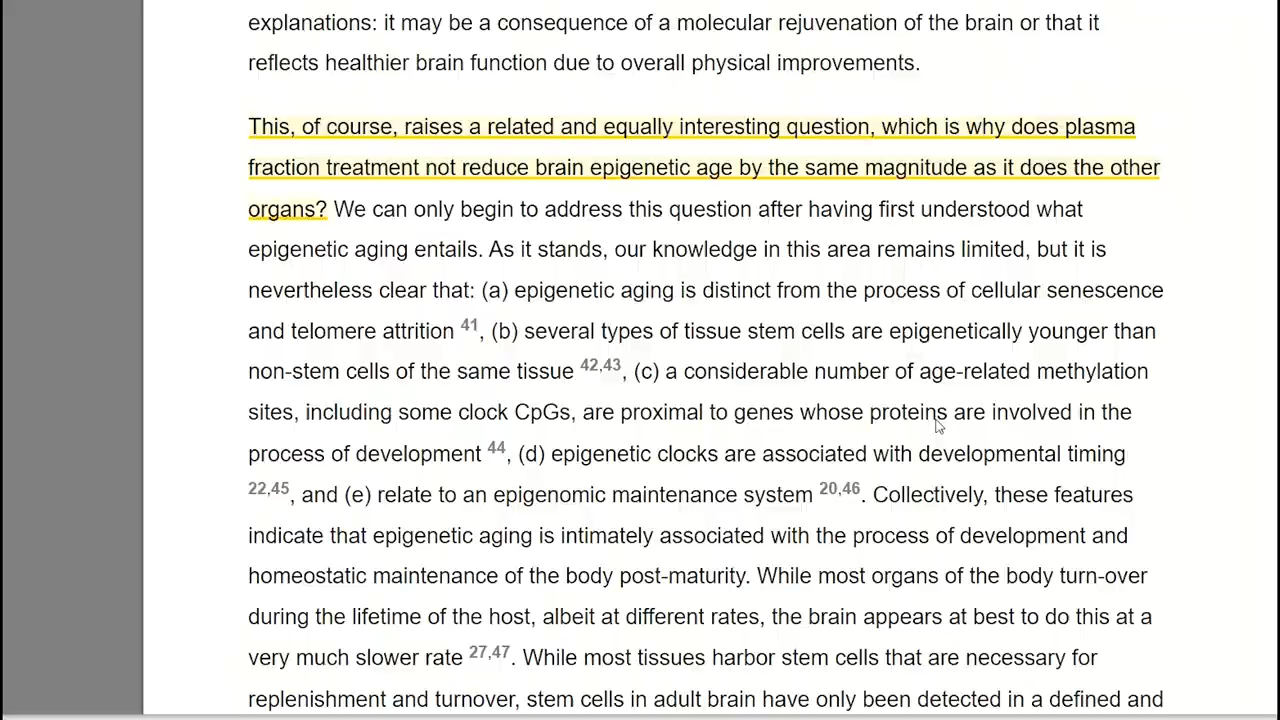 explanations: it may be a consequence of a molecular rejuvenation of the brain or that it
reflects healthier brain function due to overall physical improvements.
This, of course, raises a related and equally interesting question, which is why does plasma
fraction treatment not reduce brain epigenetic age by the same magnitude as it does the other
organs? We can only begin to address this question after having first understood what
epigenetic aging entails. As it stands, our knowledge in this area remains limited, but it is
nevertheless clear that: (a) epigenetic aging is distinct from the process of cellular senescence
and telomere attrition 41, (b) several types of tissue stem cells are epigenetically younger than
non-stem cells of the same tissue 42,43, (c) a considerable number of age-related methylation
sites, including some clock CpGs, are proximal to genes whose proteins are involved in the
process of development 44, (d) epigenetic clocks are associated with developmental timing
22,45, and (e) relate to an epigenomic maintenance system 20,46. Collectively, these features
indicate that epigenetic aging is intimately associated with the process of development and
homeostatic maintenance of the body post-maturity. While most organs of the body turn-over
during the lifetime of the host, albeit at different rates, the brain appears at best to do this at a
very much slower rate 27,47. While most tissues harbor stem cells that are necessary for
replenishment and turnover, stem cells in adult brain have only been detected in a defined and